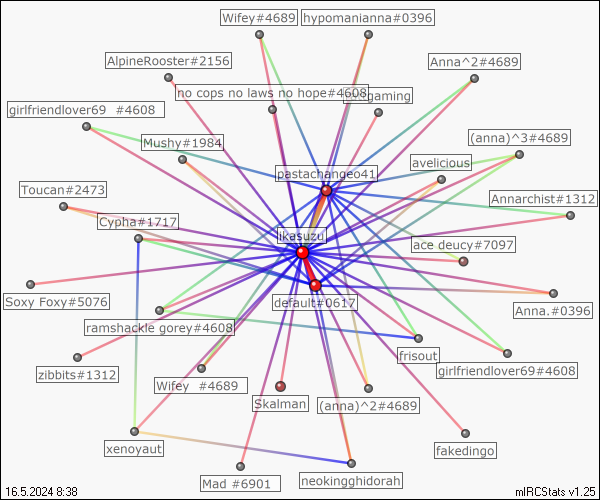 Wifey#4689
hypomanianna#0396
AlpineRooster#2156
Anna^2#4689
no cops no laws no hope#4608
gaming
girlfriendlover69 #4608
Mushy#1984
(anna)^3#4689
avelicious
pastachangeo41
Toucan#2473
Annarchist#1312
Cypha#1717
ikasuzu
ace deucy#7097
Soxy Foxy#5076
default#0617
Anna.#0396
ramshackle gorey#4608
frisout
zibbits#1312
girlfriendlover69#4608
Wifey #4689
Skalman
(anna)^2#4689
xenoyaut
fakedingo
Mad #6901
neokingghidorah
16.5.2024 8:38
mIRCStats v1.25